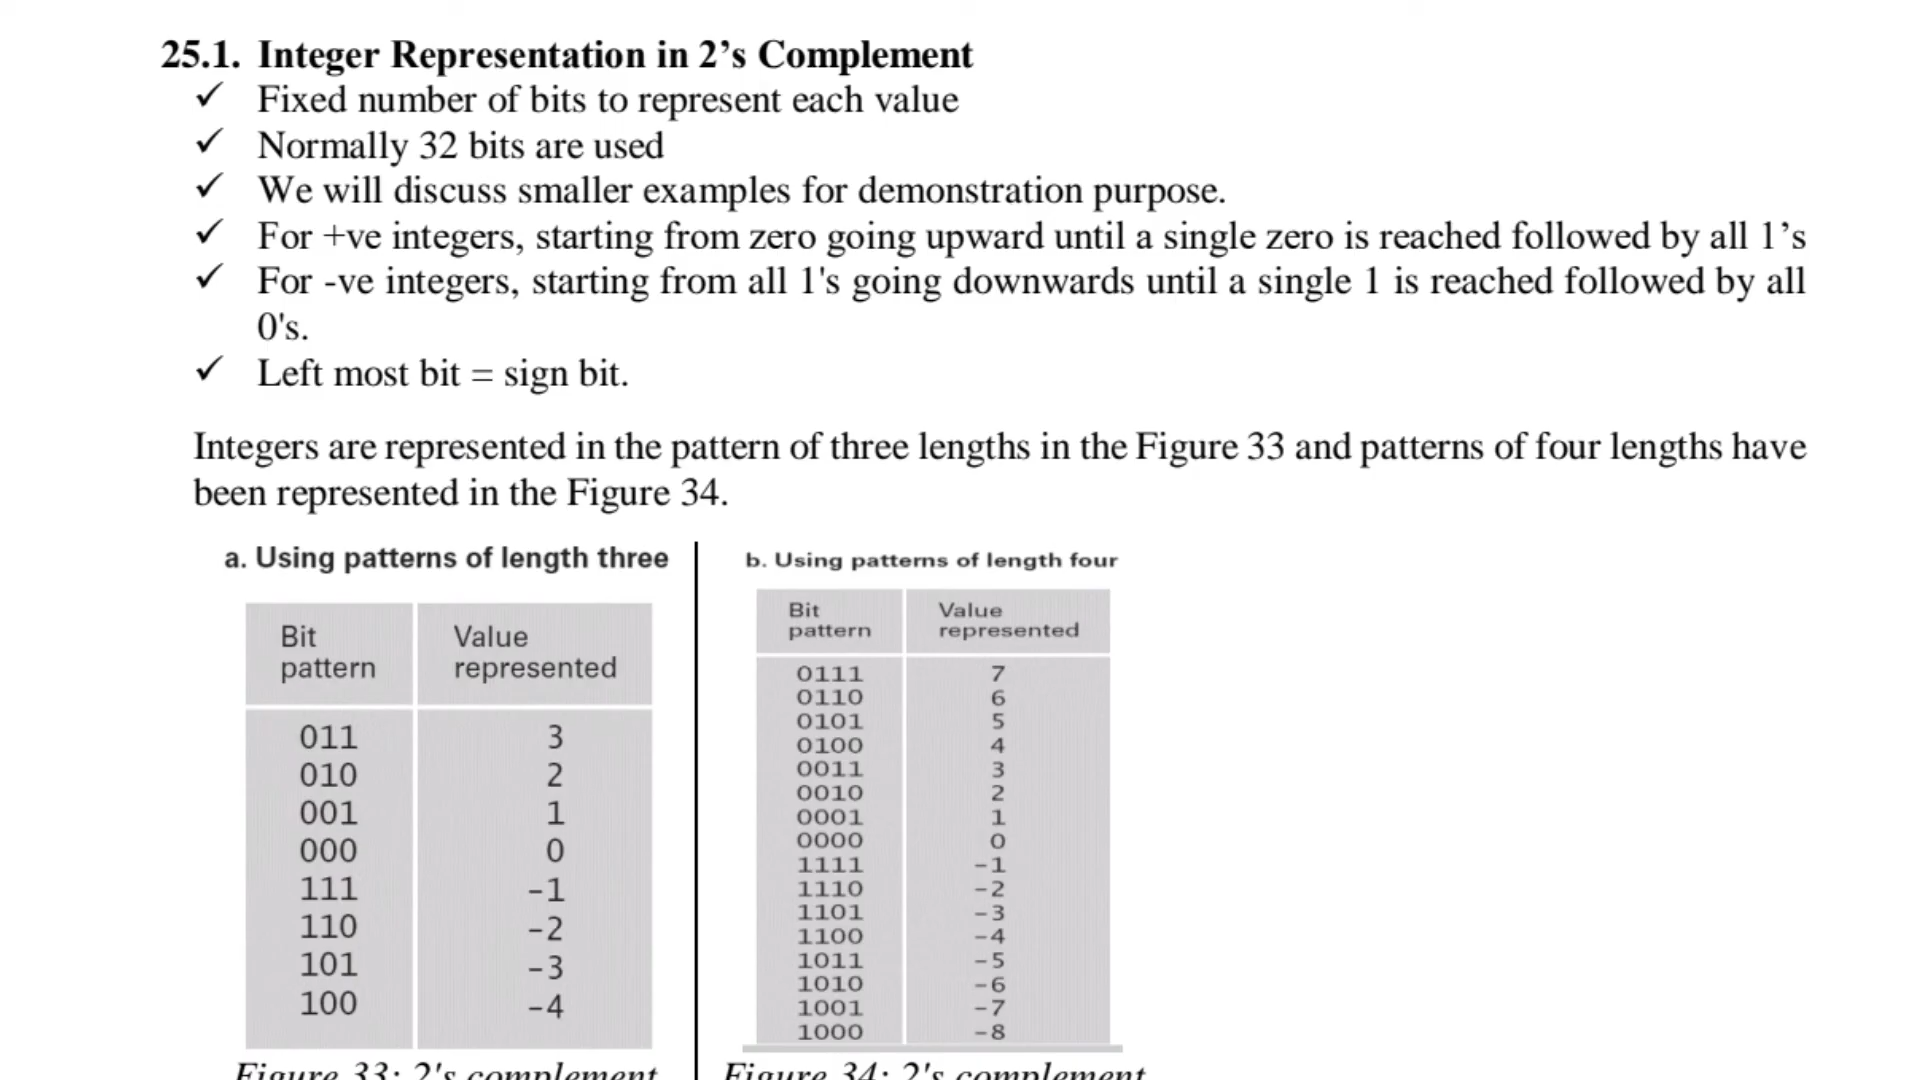 25.1. Integer Representation in 2’s Complement
✓ Fixed number of bits to represent each value
✓ Normally 32 bits are used
✓ We will discuss smaller examples for demonstration purpose.
✓ For +ve integers, starting from zero going upward until a single zero is reached followed by all 1’s
✓ For -ve integers, starting from all 1's going downwards until a single 1 is reached followed by all
0's.
✓ Left most bit = sign bit.
Integers are represented in the pattern of three lengths in the Figure 33 and patterns of four lengths have
been represented in the Figure 34.
a. Using patterns of length three
Bit Value
pattern represented
011 3
010 2
001 1
000 0
111 -1
110 -2
101 -3
100 -4
Figure 33: 2's complement
b. Using patterns of length four
Bit Value
pattern represented
0111 7
0110 6
0101 5
0100 4
0011 3
0010 2
0001 1
0000 0
1111 -1
1110 -2
1101 -3
1100 -4
1011 -5
1010 -6
1001 -7
1000 -8
Figure 34: 2's complement